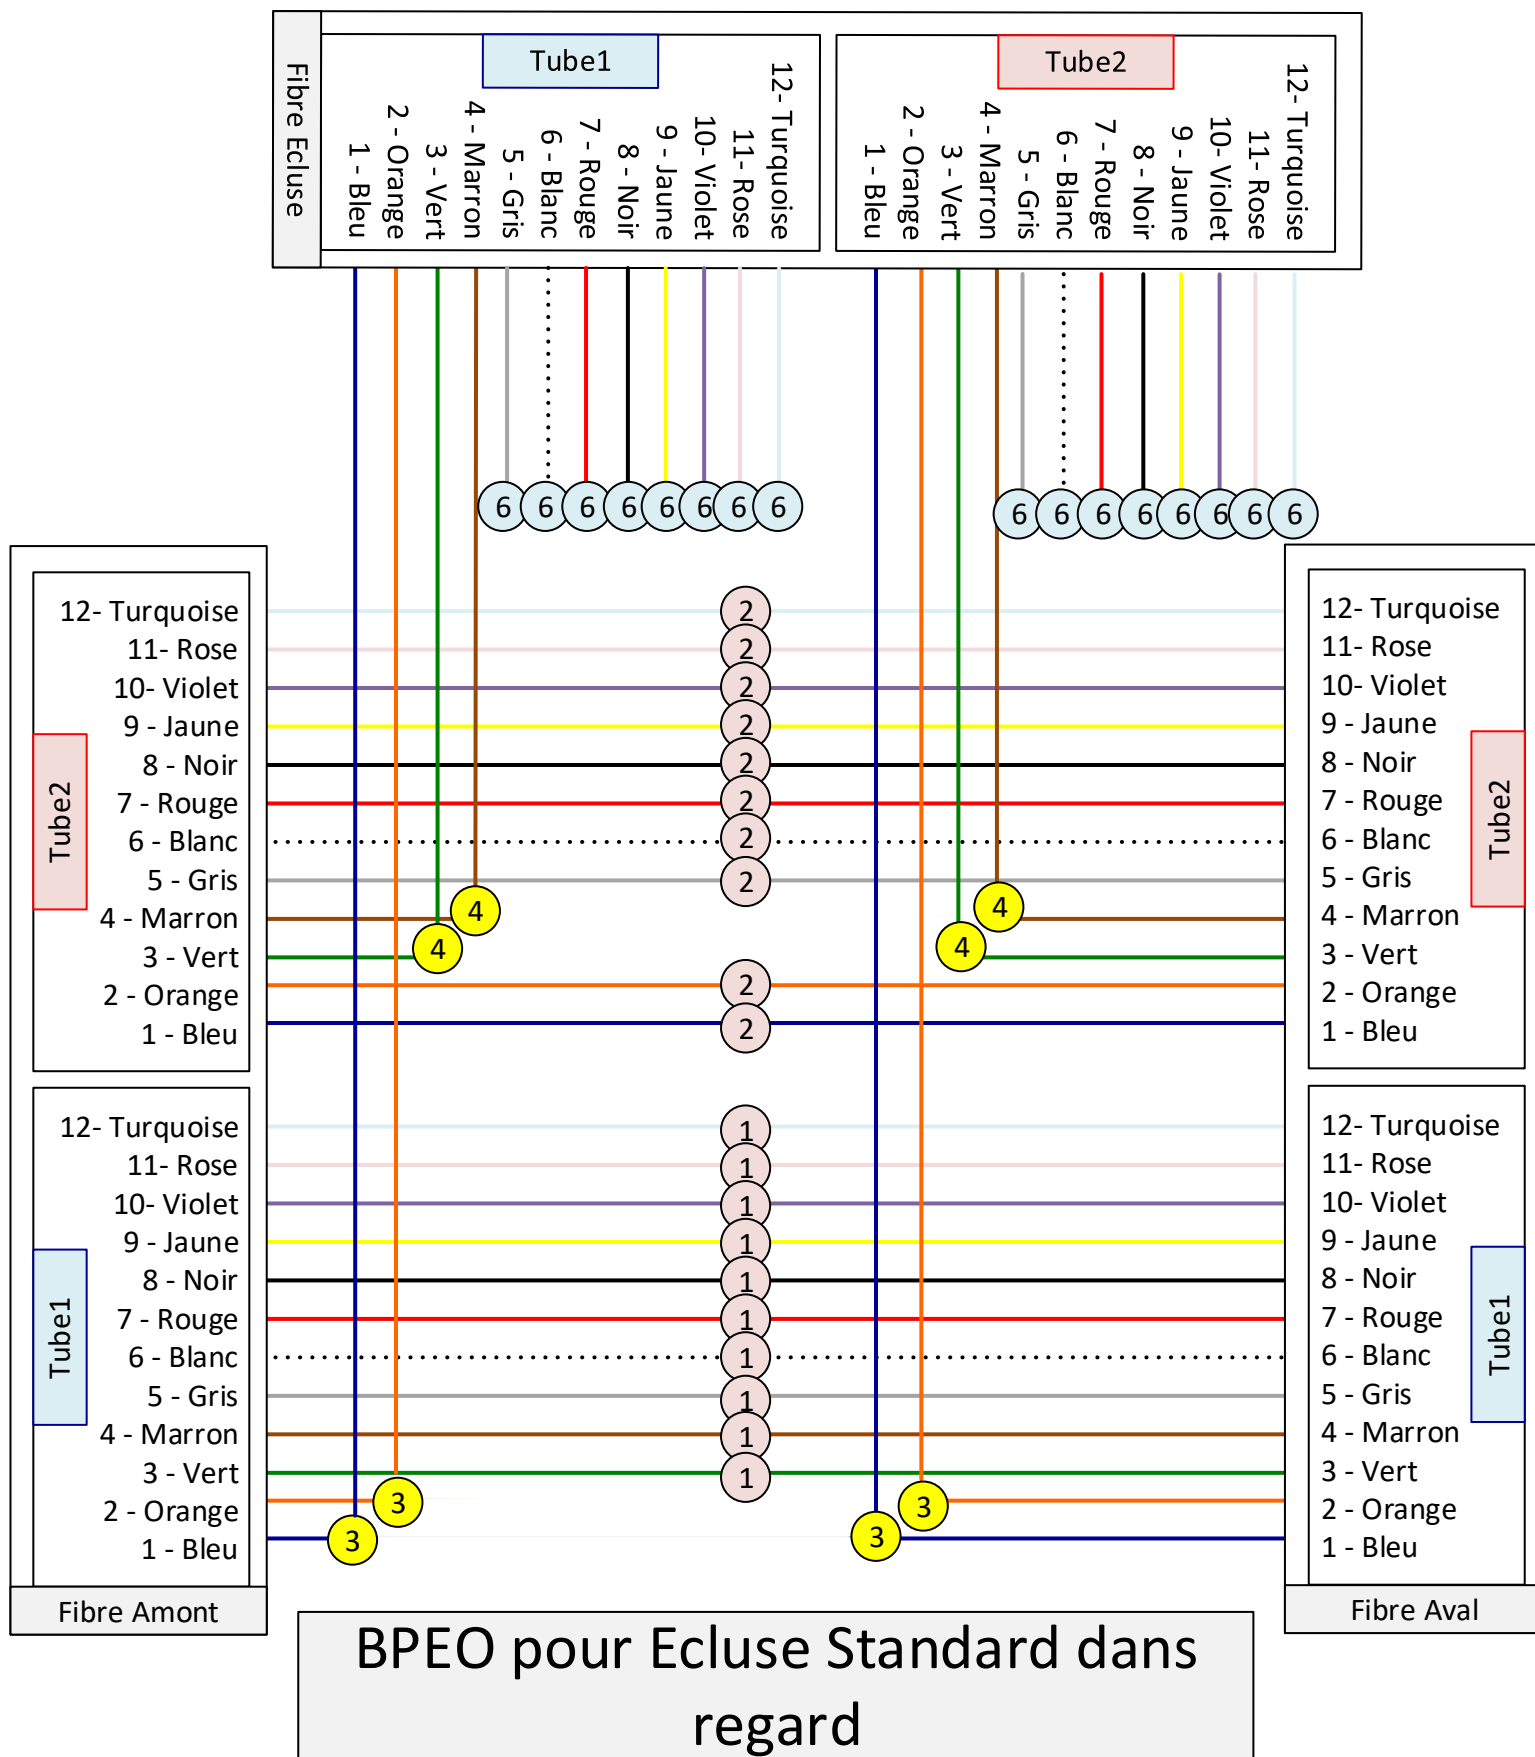 Fibre Ecluse
Tube1
1 - Bleu
2 - Orange
3 - Vert
4 - Marron
5 - Gris
6 - Blanc
7 - Rouge
8 - Noir
9 - Jaune
10- Violet
11- Rose
12- Turquoise
Tube2
1 - Bleu
2 - Orange
3 - Vert
4 - Marron
5 - Gris
6 - Blanc
7 - Rouge
8 - Noir
9 - Jaune
10- Violet
11- Rose
12- Turquoise
6 6 6 6 6 6 6 6
6 6 6 6 6 6 6 6
Tube2
12- Turquoise
11- Rose
10- Violet
9 - Jaune
8 - Noir
7 - Rouge
6 - Blanc
5 - Gris
4 - Marron
3 - Vert
2 - Orange
1 - Bleu
Tube1
12- Turquoise
11- Rose
10- Violet
9 - Jaune
8 - Noir
7 - Rouge
6 - Blanc
5 - Gris
4 - Marron
3 - Vert
2 - Orange
1 - Bleu
Fibre Amont
2
2
2
2
2
2
2
2
4
4
4
4
2
2
1
1
1
1
1
1
1
1
1
1
3
3
3
3
12- Turquoise
11- Rose
10- Violet
9 - Jaune
8 - Noir
7 - Rouge
6 - Blanc
5 - Gris
4 - Marron
3 - Vert
2 - Orange
1 - Bleu
Tube2
12- Turquoise
11- Rose
10- Violet
9 - Jaune
8 - Noir
7 - Rouge
6 - Blanc
5 - Gris
4 - Marron
3 - Vert
2 - Orange
1 - Bleu
Tube1
Fibre Aval
BPEO pour Ecluse Standard dans
regard